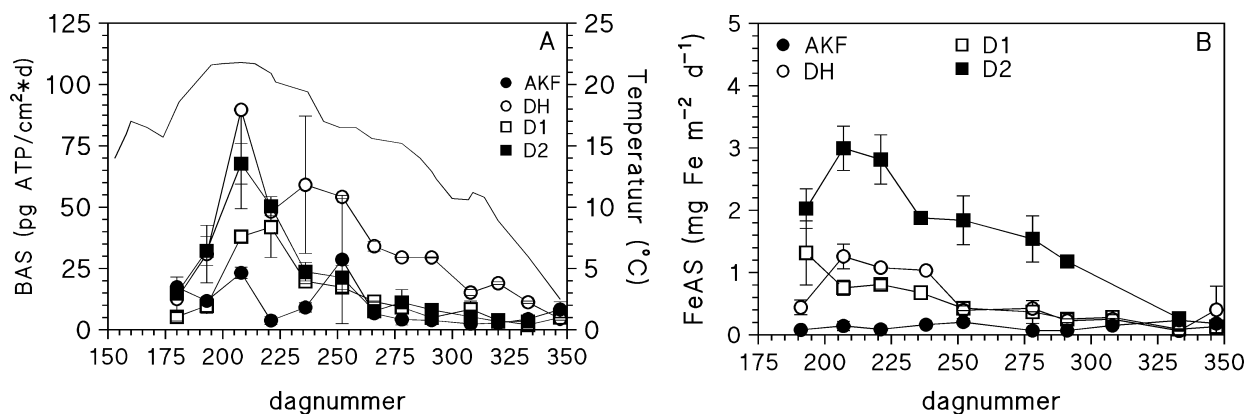 A
BAS (pg ATP/cm²*d)
125
100
75
50
25
0
Temperatuur (°C)
25
20
15
10
5
0
AKF
DH
D1
D2
150 175 200 225 250 275 300 325 350
dagnummer
B
FeAS (mg Fe m⁻² d⁻¹)
5
4
3
2
1
0
AKF
DH
D1
D2
175 200 225 250 275 300 325 350
dagnummer